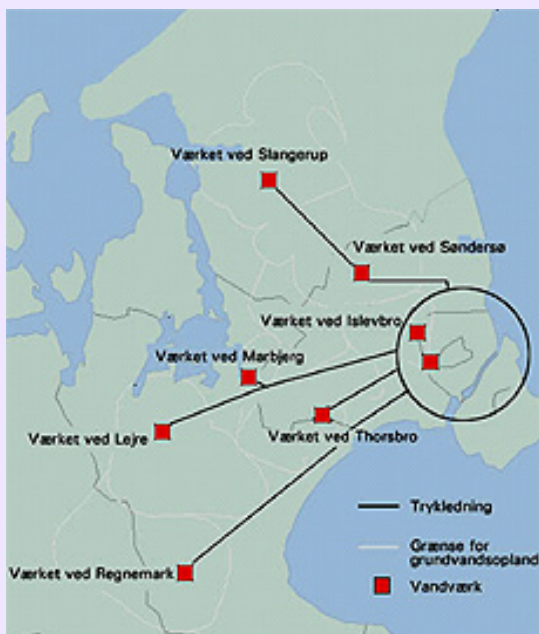 Værket ved Slangerup
Værket ved Søndersø
Værket ved Islevbro
Værket ved Marbjerg
Værket ved Lejre
Værket ved Thorsbro
Værket ved Regnemark
Trykledning
Grænse for
grundvandsopland
Vandværk